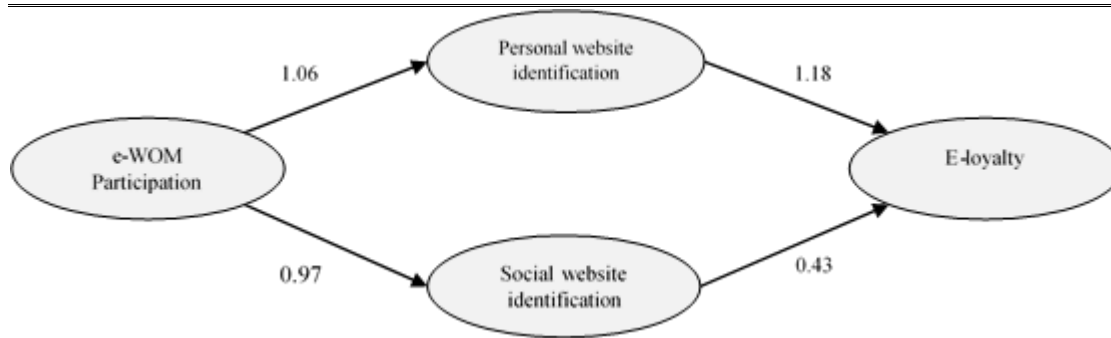 Personal website
identification
1.06
1.18
e-WOM
Participation
E-loyalty
0.97
Social website
identification
0.43